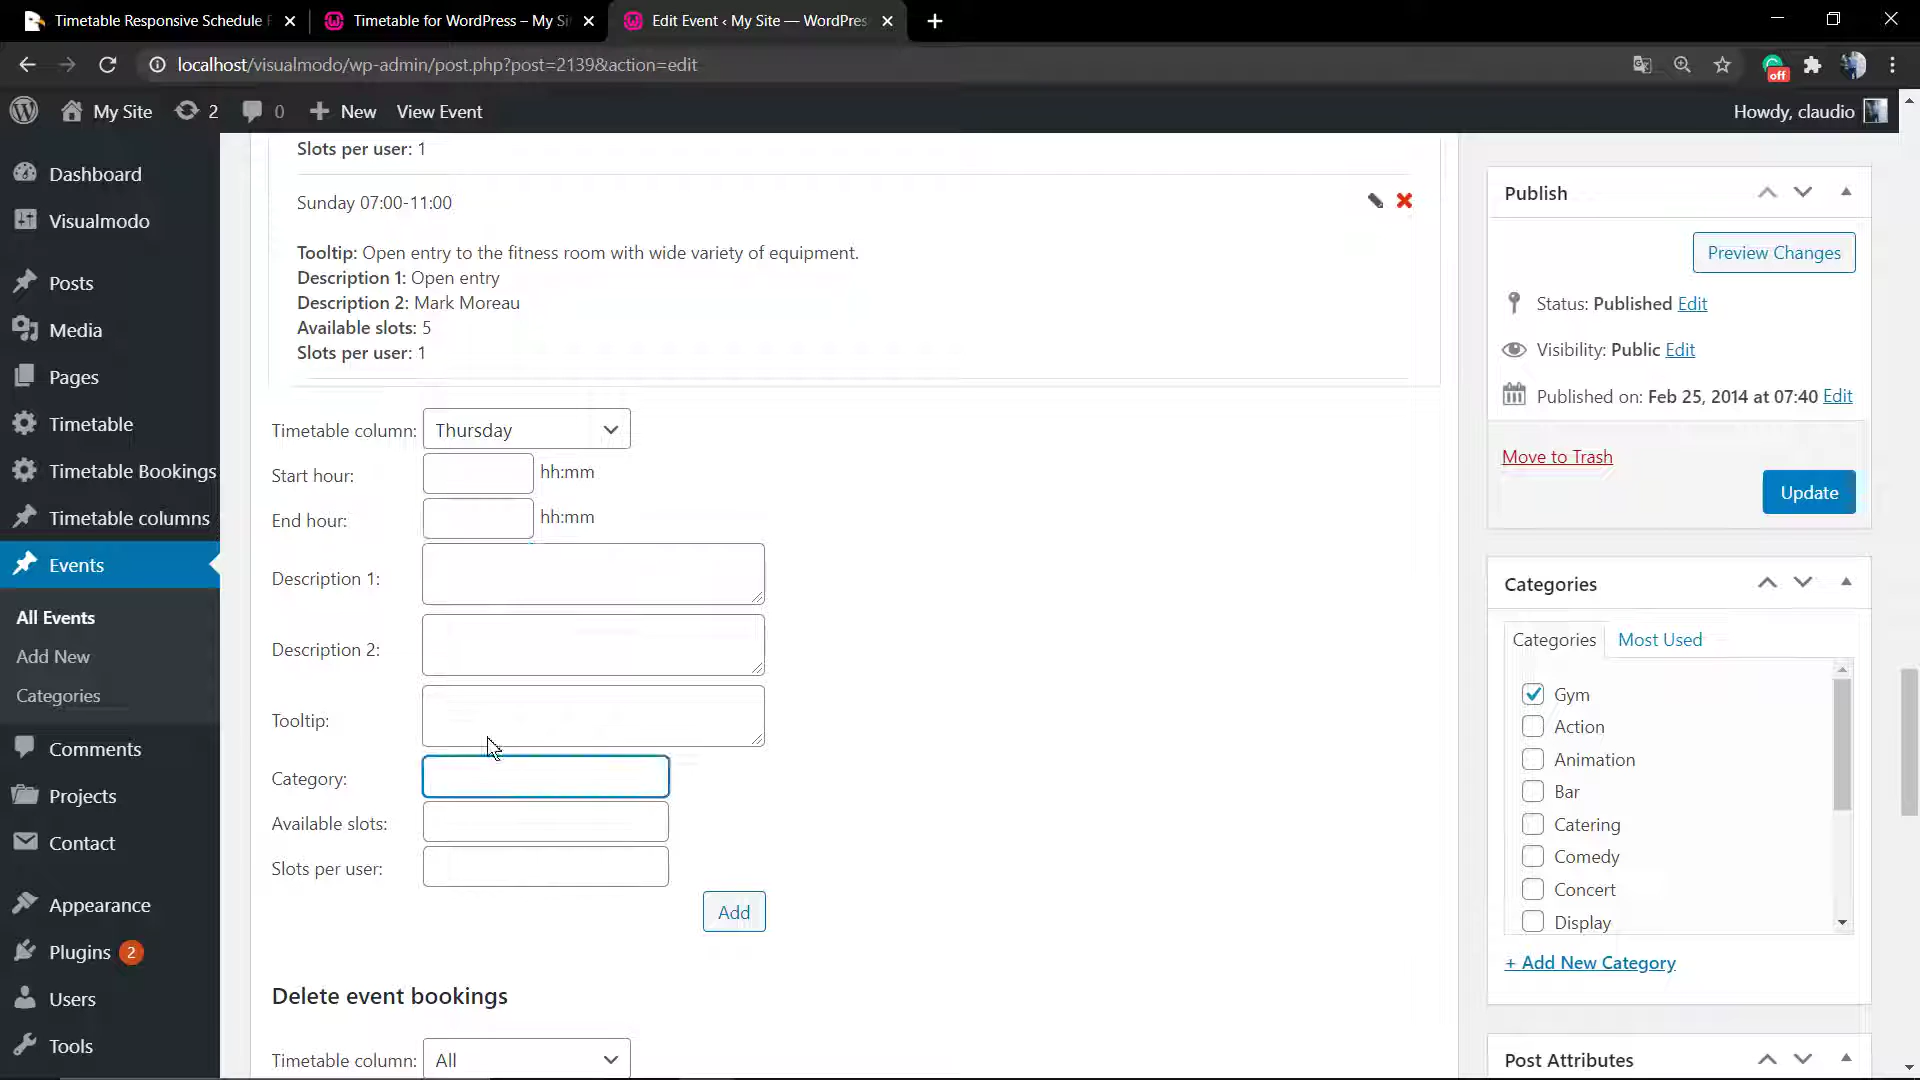 Timetable Responsive Schedule F
Timetable for WordPress – My Si
Edit Event ‹ My Site — WordPres
localhost/visualmodo/wp-admin/post.php?post=2139&action=edit
off
My Site 2 0 New View Event
Howdy, claudio
Dashboard
Visualmodo
Posts
Media
Pages
Timetable
Timetable Bookings
Timetable columns
Events
All Events
Add New
Categories
Comments
Projects
Contact
Appearance
Plugins 2
Users
Tools
Slots per user: 1
Sunday 07:00-11:00
Tooltip: Open entry to the fitness room with wide variety of equipment.
Description 1: Open entry
Description 2: Mark Moreau
Available slots: 5
Slots per user: 1
Timetable column: Thursday
Start hour: hh:mm
End hour: hh:mm
Description 1:
Description 2:
Tooltip:
Category:
Available slots:
Slots per user:
Add
Delete event bookings
Timetable column: All
Publish
Preview Changes
Status: Published Edit
Visibility: Public Edit
Published on: Feb 25, 2014 at 07:40 Edit
Move to Trash
Update
Categories
Categories Most Used
Gym
Action
Animation
Bar
Catering
Comedy
Concert
Display
+ Add New Category
Post Attributes